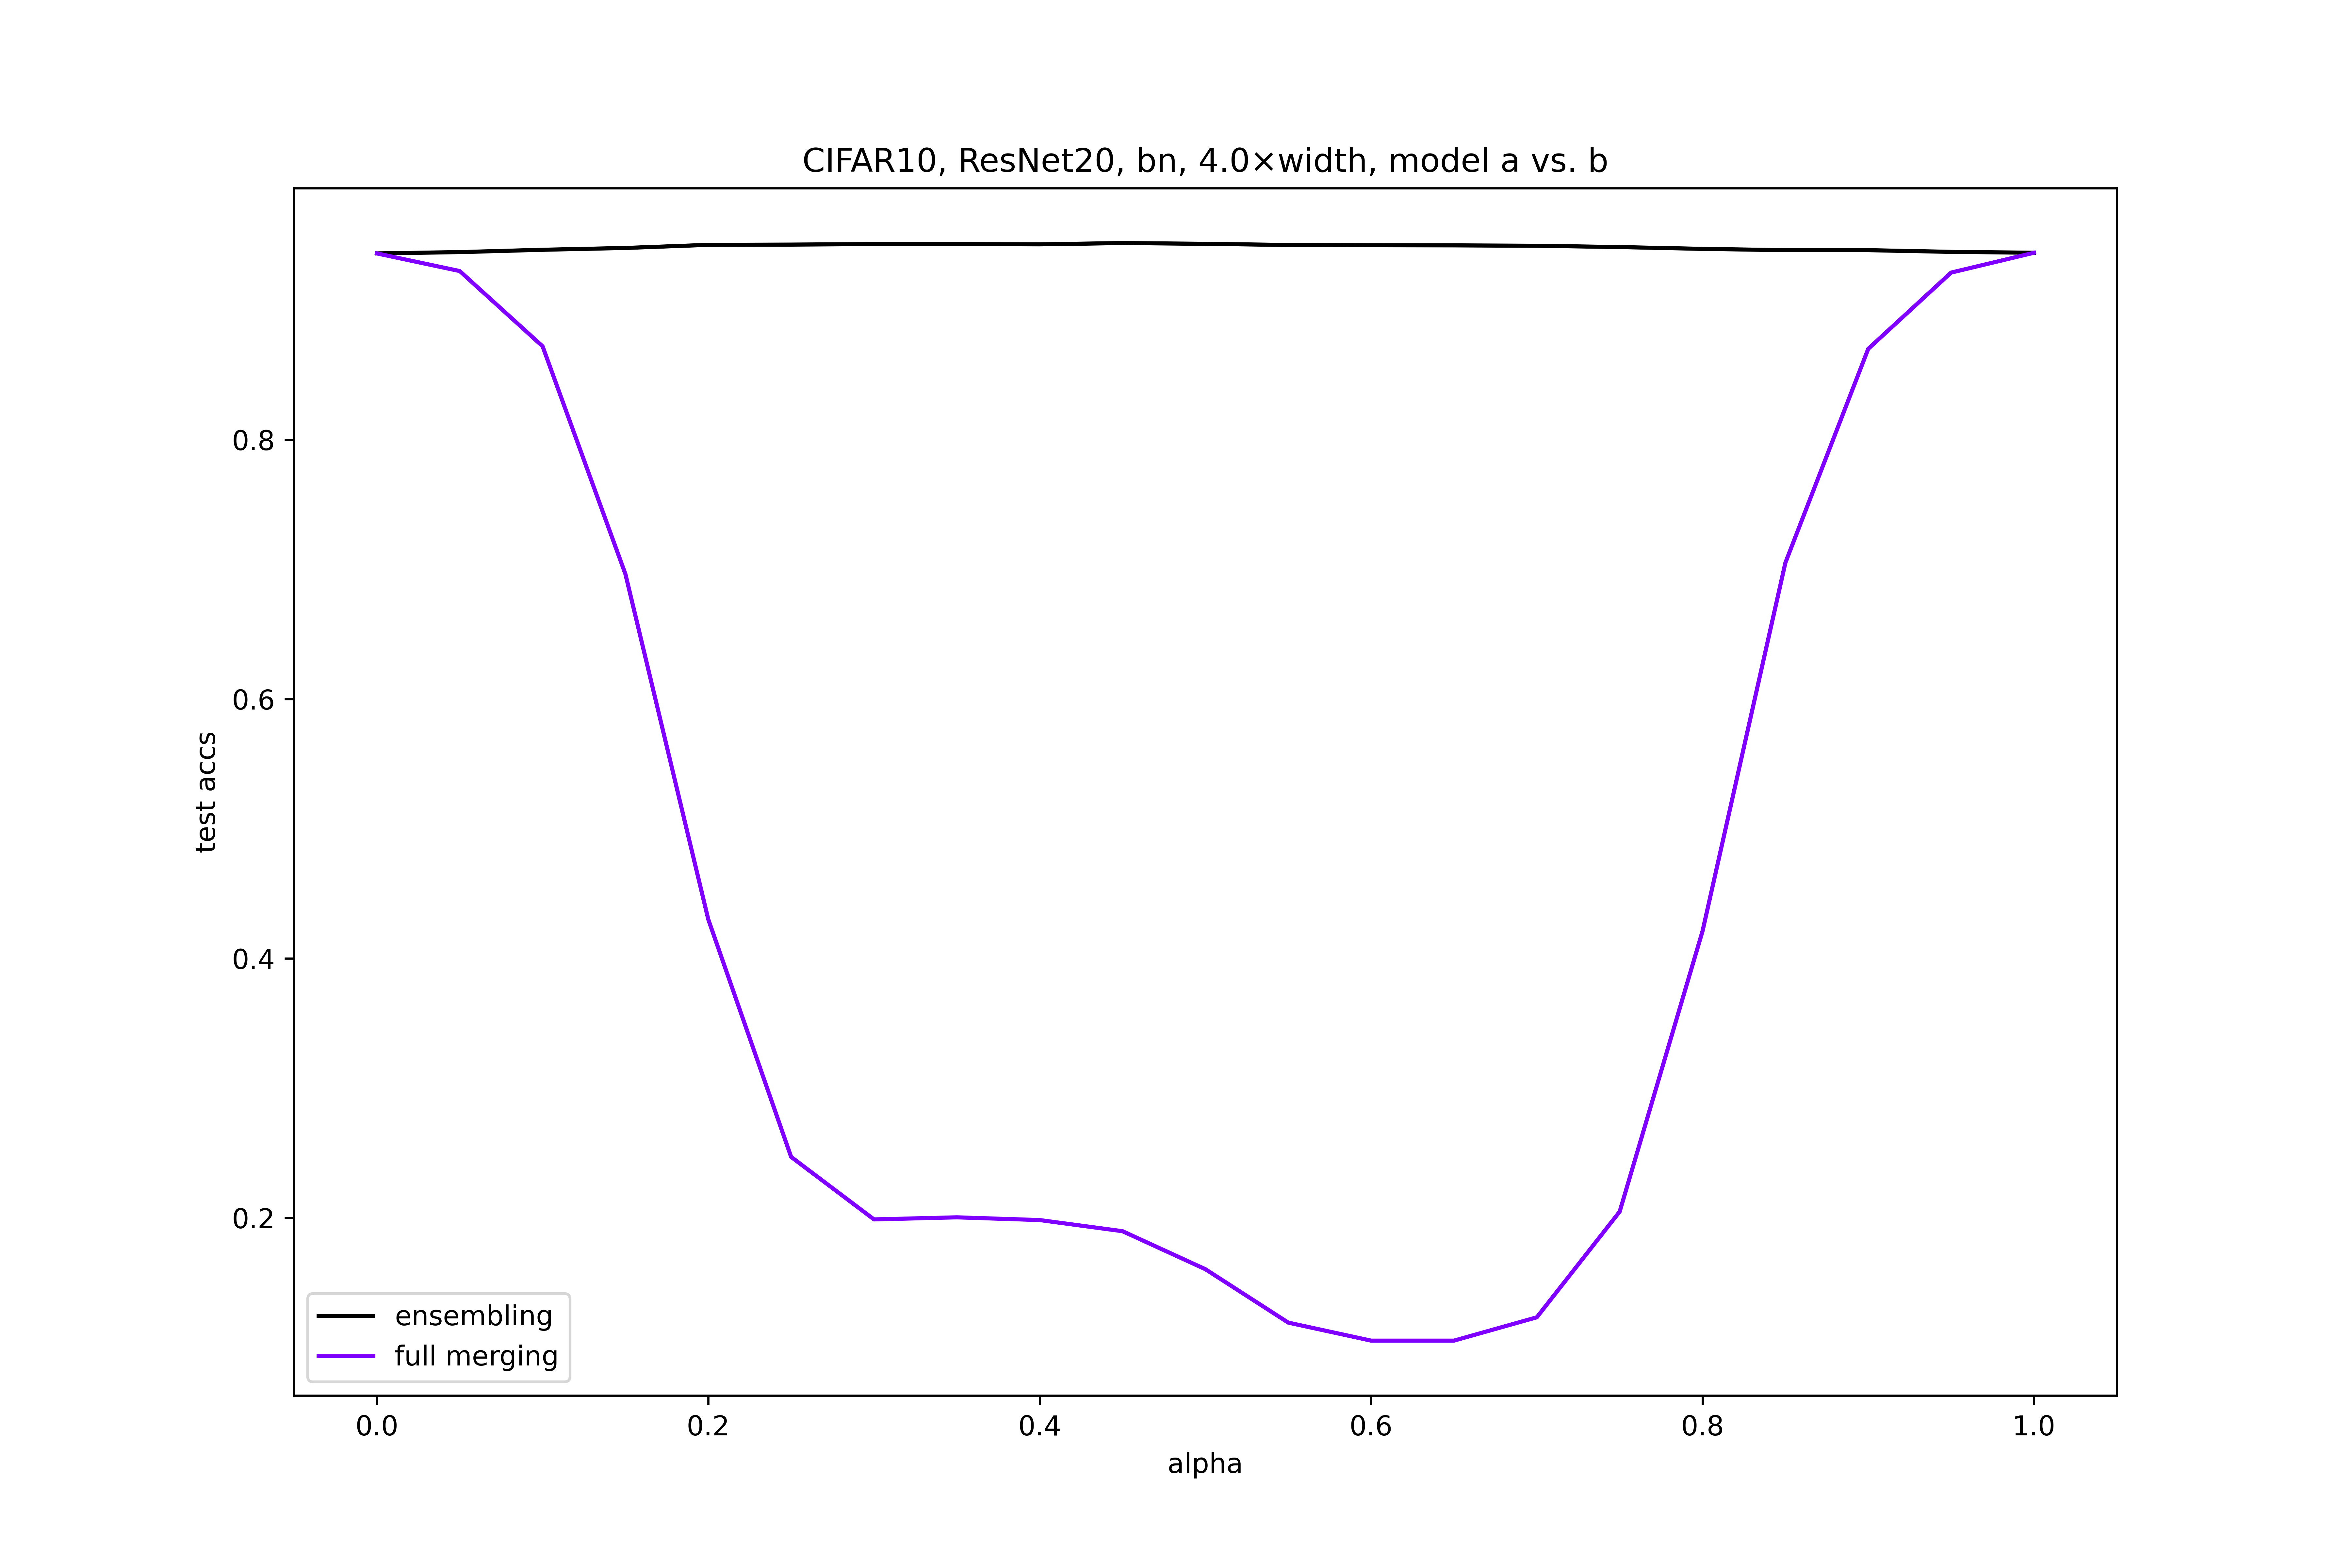 CIFAR10, ResNet20, bn, 4.0×width, model a vs. b
test accs
0.8
0.6
0.4
0.2
ensembling
full merging
0.0 0.2 0.4 0.6 0.8 1.0
alpha